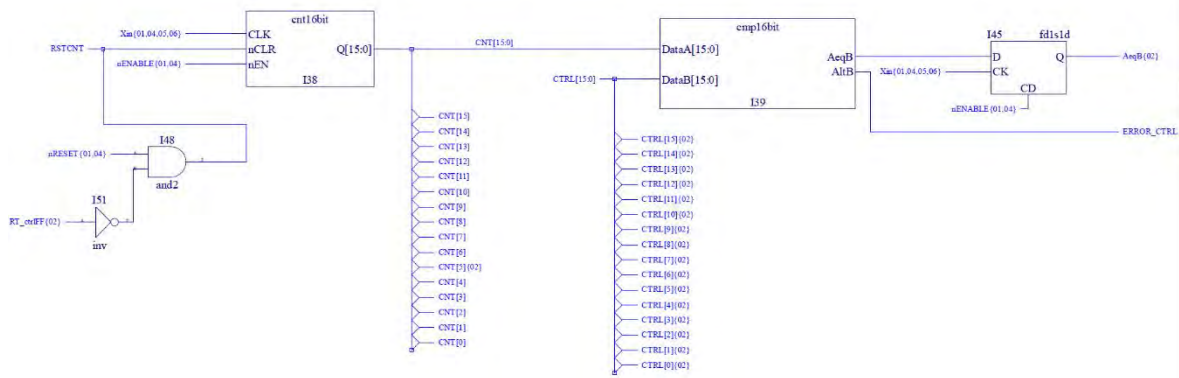 cnt16bit
Xin{01,04,05,06}
CLK
RSTCNT
nCLR
Q[15:0]
nENABLE{01,04}
nEN
I38
CNT[15:0]
cmp16bit
DataA[15:0]
AeqB
CTRL[15:0]
DataB[15:0]
AltB
I39
I45
fd1s1d
D
Q
AeqB{02}
Xin{01,04,05,06}
CK
CD
nENABLE{01,04}
ERROR_CTRL
I48
nRESET{01,04}
and2
I51
RT_ctrlFF{02}
inv
CNT[15]
CNT[14]
CNT[13]
CNT[12]
CNT[11]
CNT[10]
CNT[9]
CNT[8]
CNT[7]
CNT[6]
CNT[5]{02}
CNT[4]
CNT[3]
CNT[2]
CNT[1]
CNT[0]
CTRL[15]{02}
CTRL[14]{02}
CTRL[13]{02}
CTRL[12]{02}
CTRL[11]{02}
CTRL[10]{02}
CTRL[9]{02}
CTRL[8]{02}
CTRL[7]{02}
CTRL[6]{02}
CTRL[5]{02}
CTRL[4]{02}
CTRL[3]{02}
CTRL[2]{02}
CTRL[1]{02}
CTRL[0]{02}